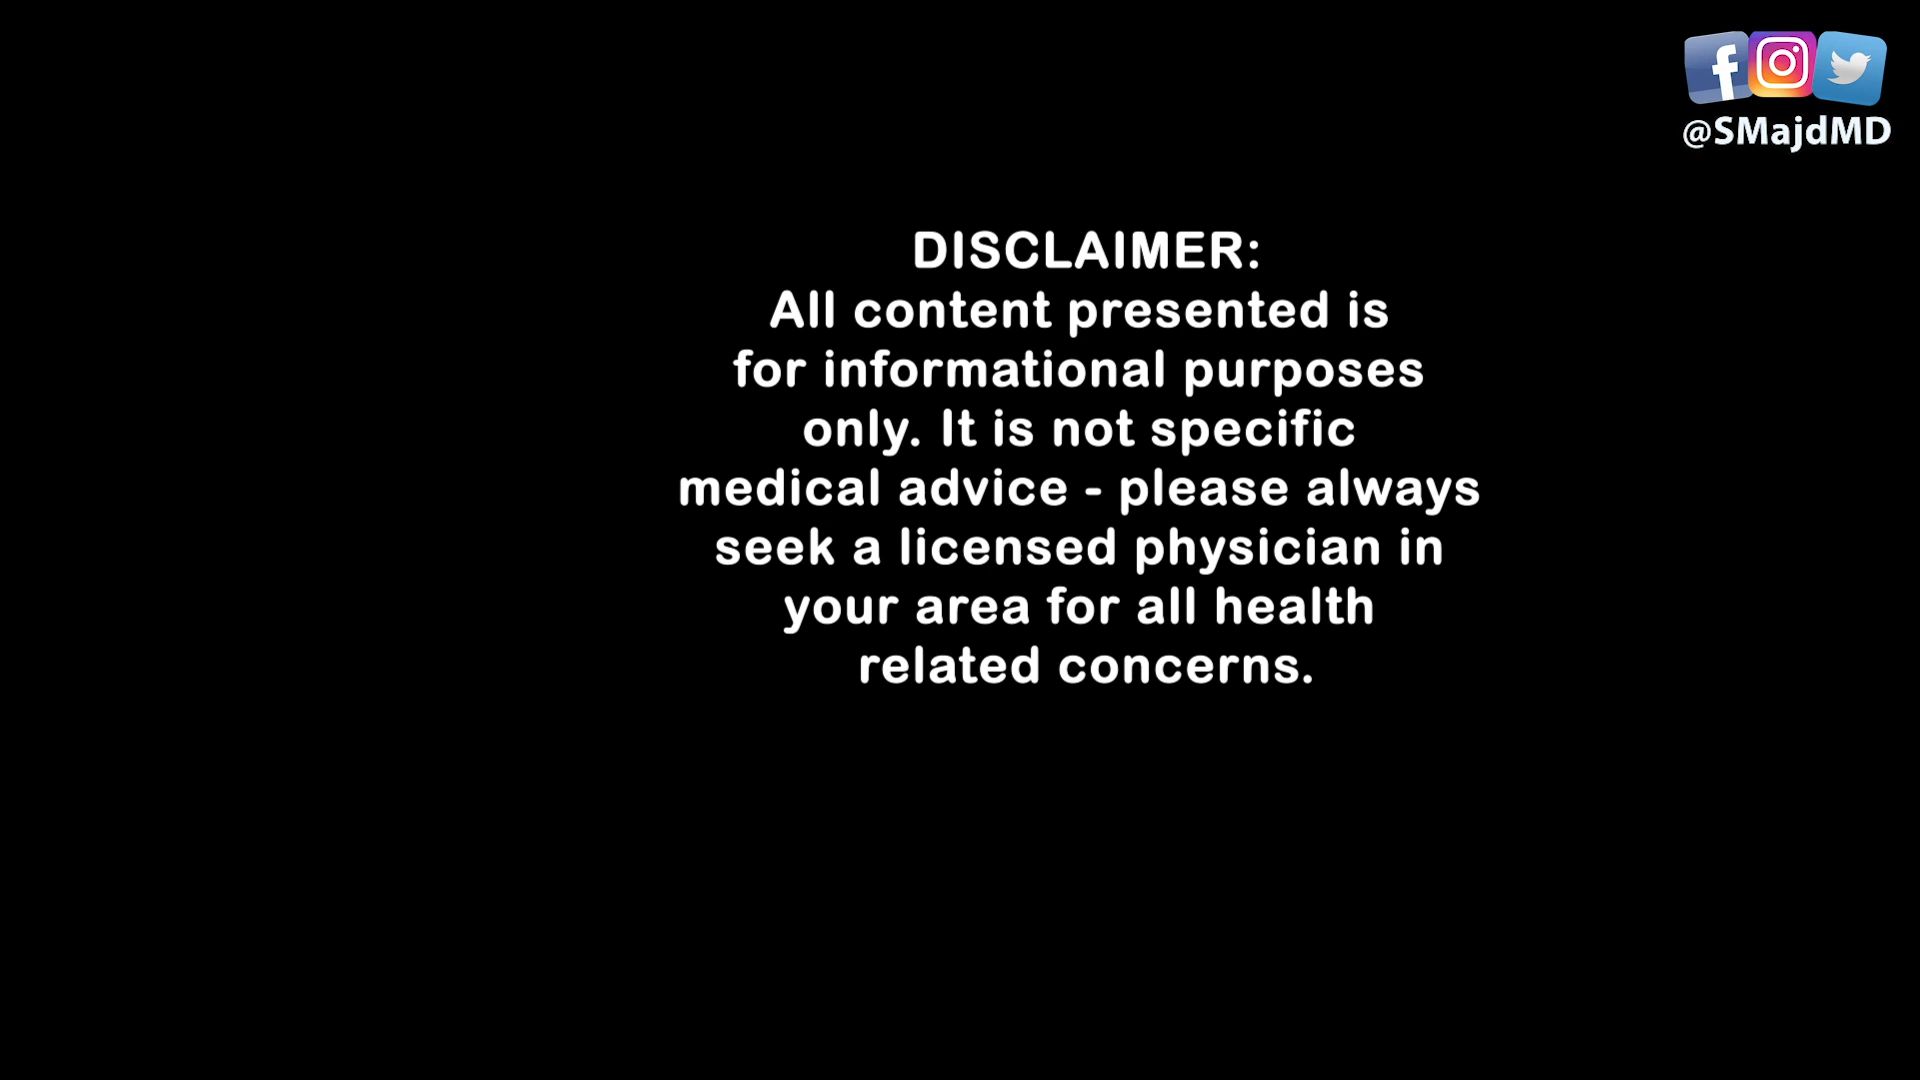 @SMajdMD
DISCLAIMER:
All content presented is
for informational purposes
only. It is not specific
medical advice - please always
seek a licensed physician in
your area for all health
related concerns.